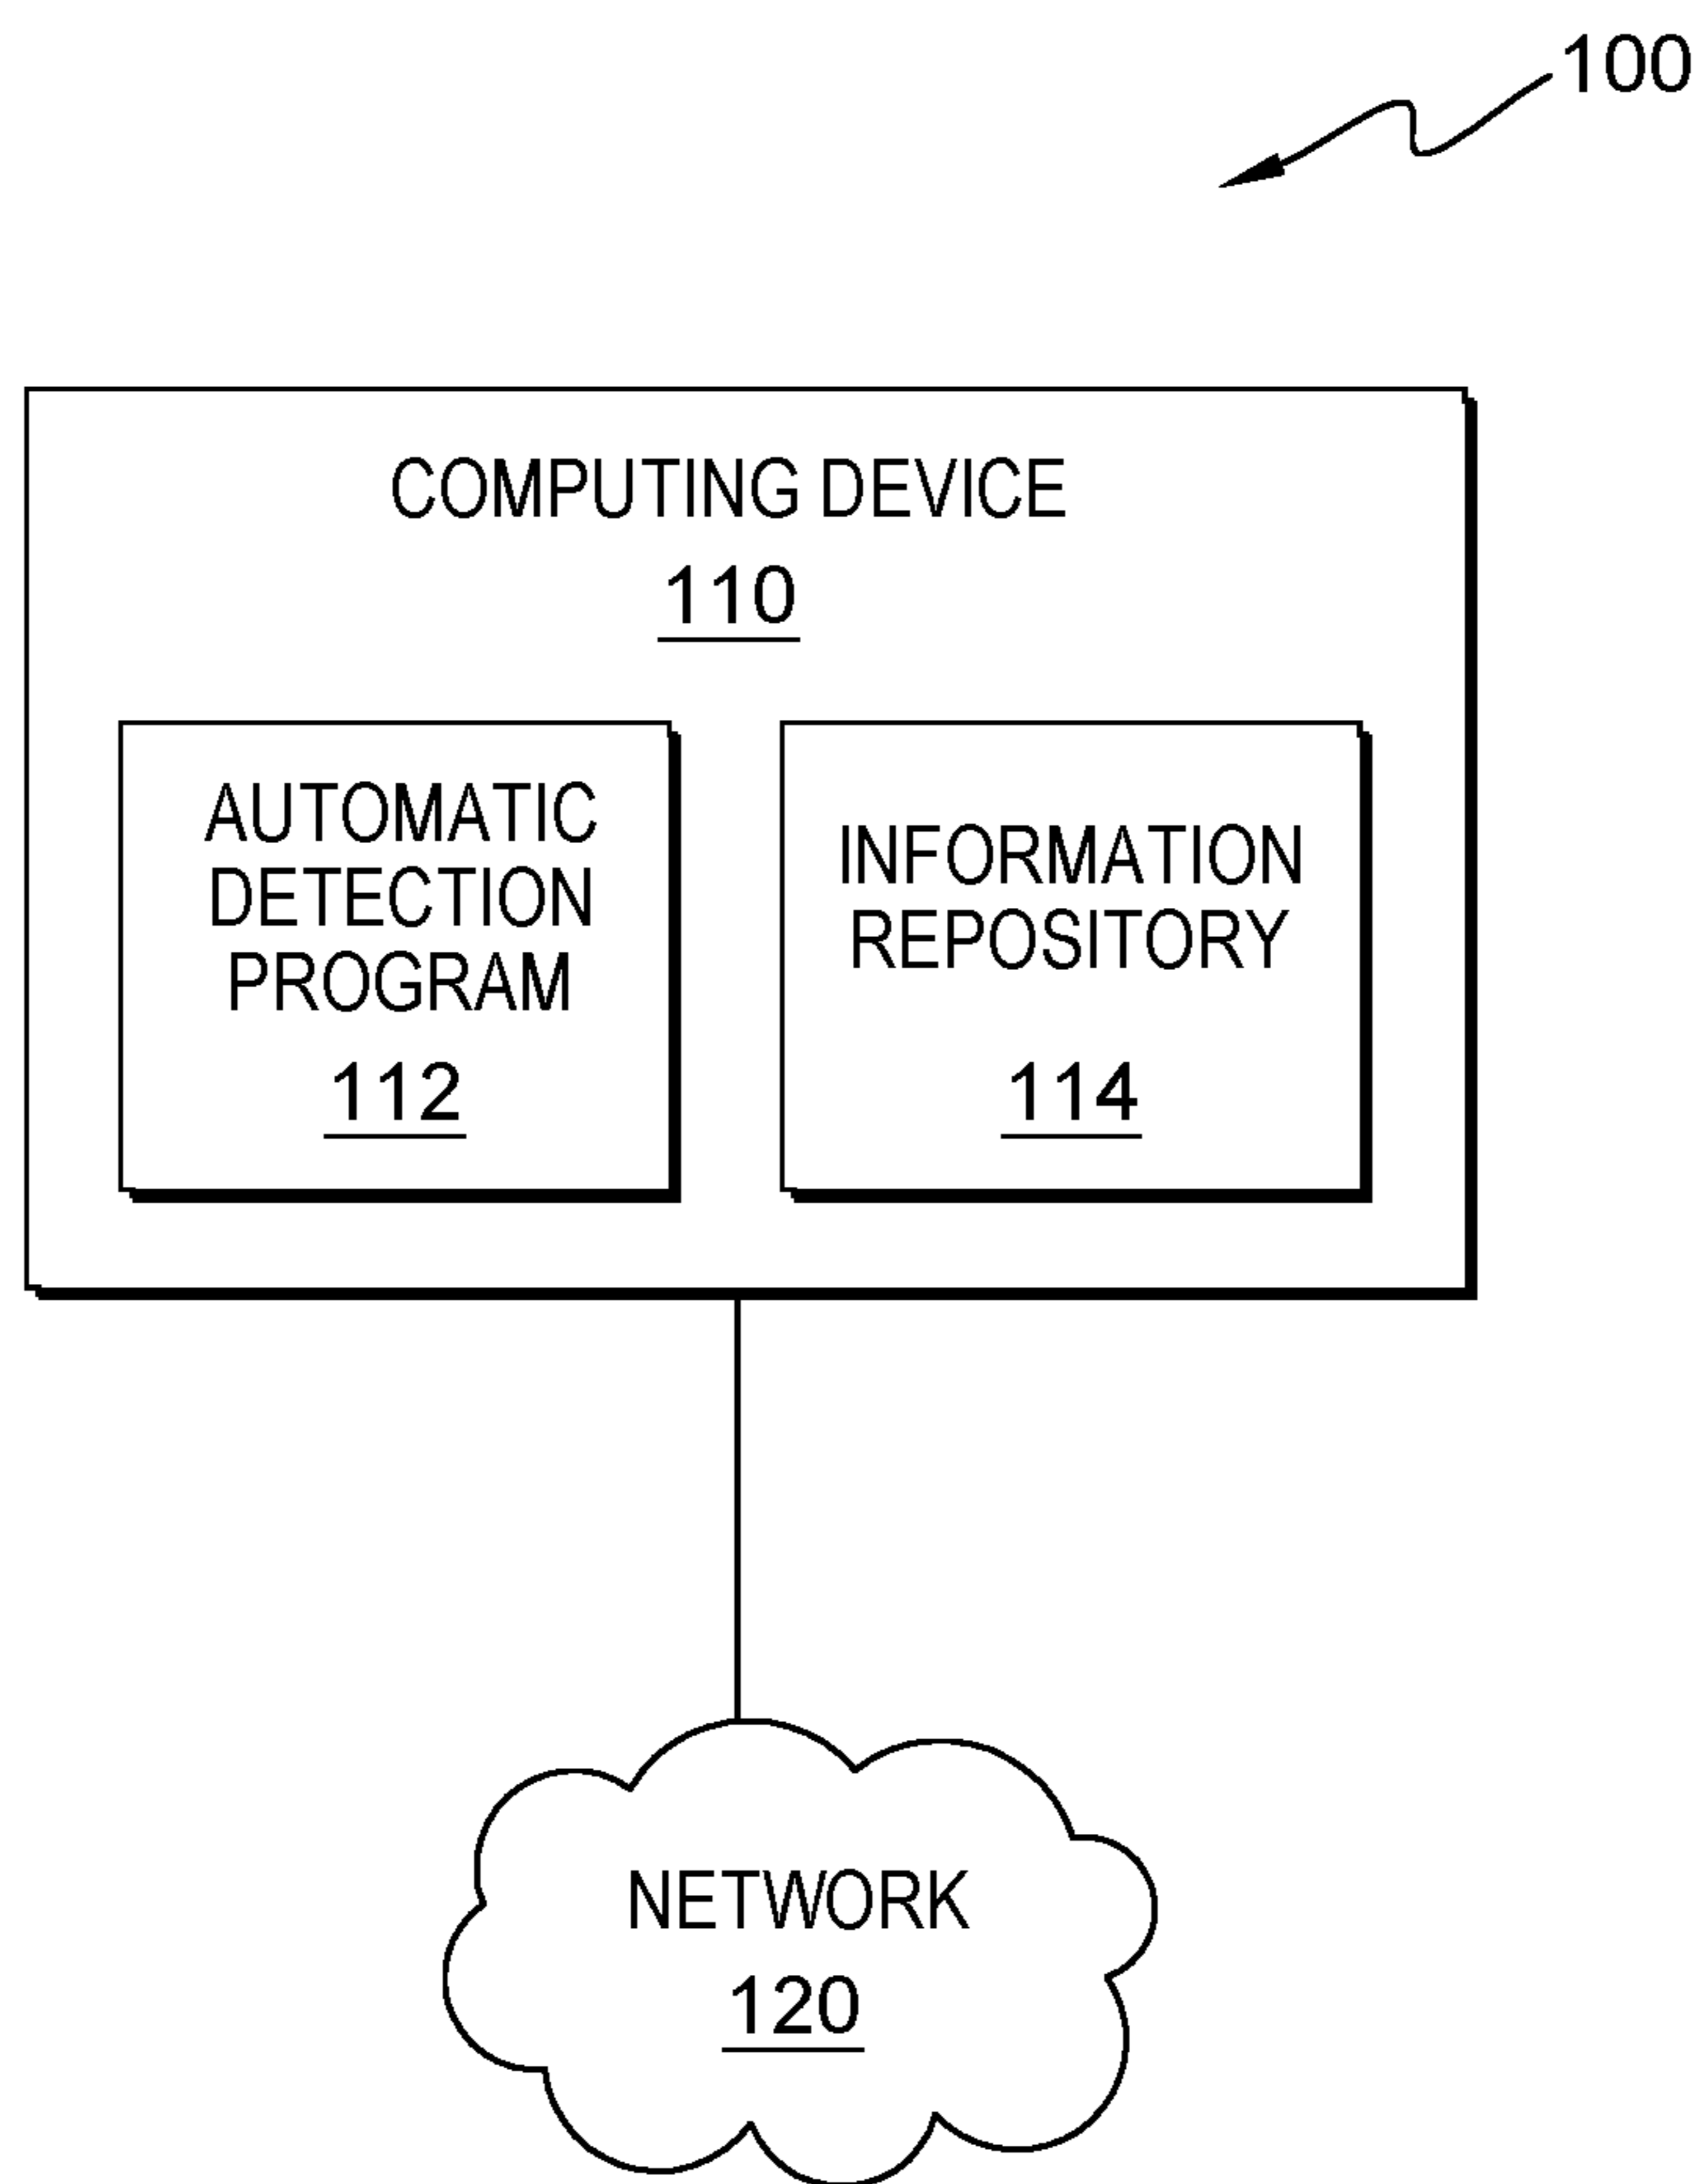 100
COMPUTING DEVICE
110
AUTOMATIC
DETECTION
PROGRAM
112
INFORMATION
REPOSITORY
114
NETWORK
120